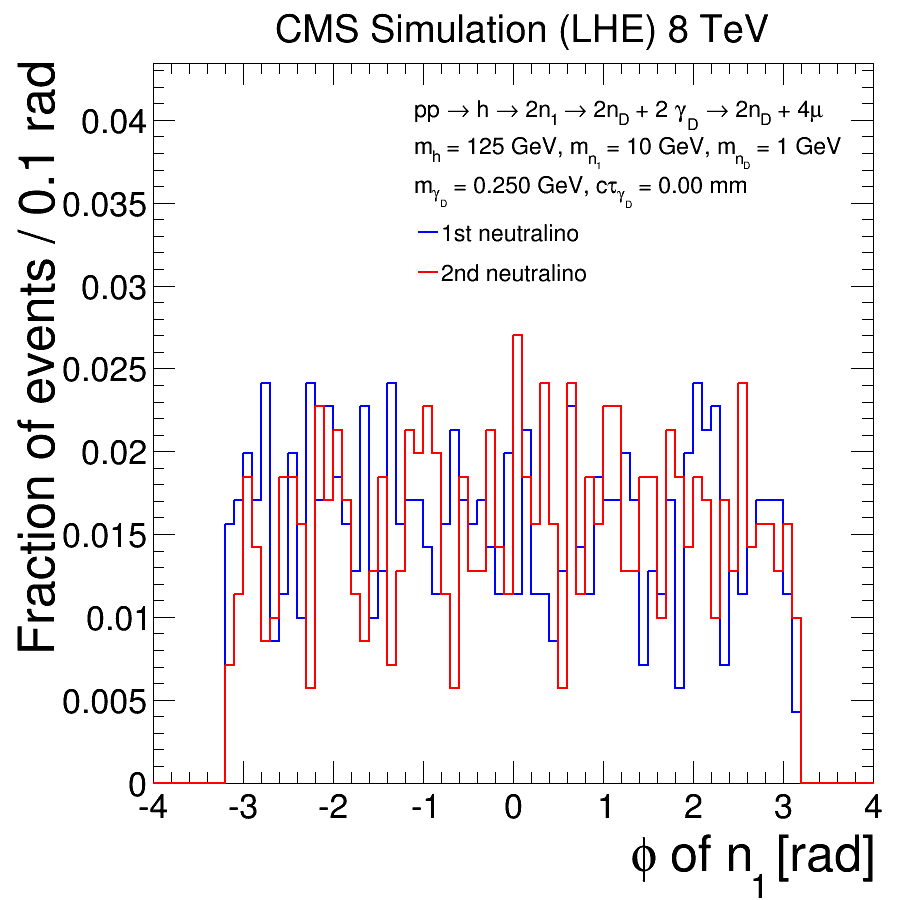 CMS Simulation (LHE) 8 TeV
pp → h → 2n1 → 2nD + 2 γD → 2nD + 4μ
mh = 125 GeV, mn1 = 10 GeV, mnD = 1 GeV
mγD = 0.250 GeV, cτγD = 0.00 mm
1st neutralino
2nd neutralino
Fraction of events / 0.1 rad
0.04
0.035
0.03
0.025
0.02
0.015
0.01
0.005
0
-4 -3 -2 -1 0 1 2 3 4
ϕ of n1 [rad]